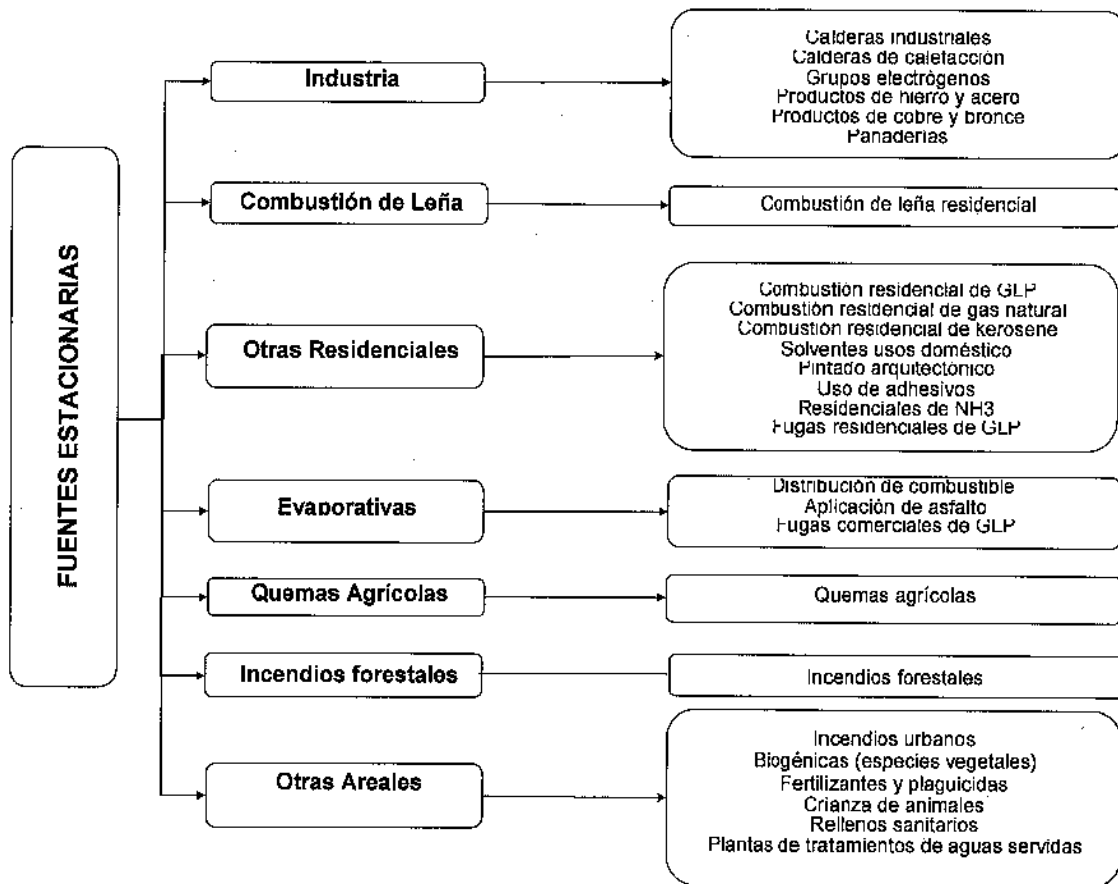 FUENTES ESTACIONARIAS
Industria
Calderas industriales
Calderas de calefacción
Grupos electrógenos
Productos de hierro y acero
Productos de cobre y bronce
Panaderías
Combustión de Leña
Combustión de leña residencial
Otras Residenciales
Combustión residencial de GLP
Combustión residencial de gas natural
Combustión residencial de kerosene
Solventes usos doméstico
Pintado arquitectónico
Uso de adhesivos
Residenciales de NH3
Fugas residenciales de GLP
Evaporativas
Distribución de combustible
Aplicación de asfalto
Fugas comerciales de GLP
Quemas Agrícolas
Quemas agrícolas
Incendios forestales
Incendios forestales
Otras Areales
Incendios urbanos
Biogénicas (especies vegetales)
Fertilizantes y plaguicidas
Crianza de animales
Rellenos sanitarios
Plantas de tratamientos de aguas servidas